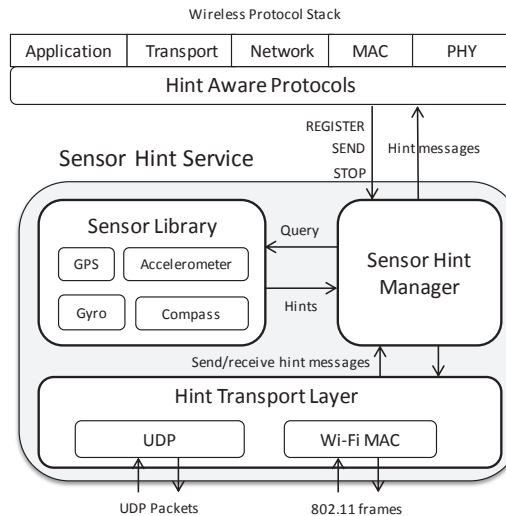 Wireless Protocol Stack
Application Transport Network MAC PHY
Hint Aware Protocols
REGISTER
SEND Hint messages
STOP
Sensor Hint Service
Sensor Library
GPS Accelerometer
Gyro Compass
Query
Hints
Sensor Hint
Manager
Send/receive hint messages
Hint Transport Layer
UDP Wi-Fi MAC
UDP Packets 802.11 frames